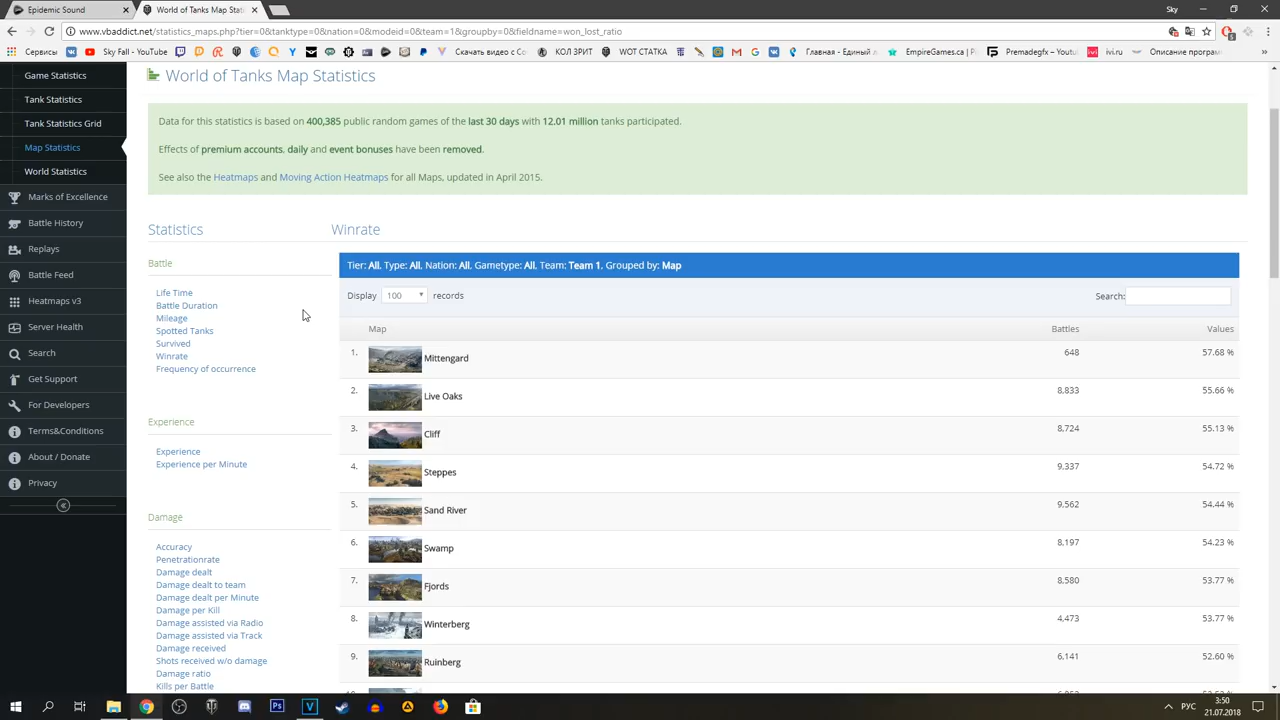 Epidemic Sound
World of Tanks Map Statistics
Sky
www.vbaddict.net/statistics_maps.php?tier=0&tanktype=0&nation=0&modeid=0&team=1&groupby=0&fieldname=won_lost_ratio
Сервисы Sky Fall - YouTube Скачать видео с Co КОЛ ЗРИТ WOT СТАТКА Главная - Единый EmpireGames.ca | P Premadegfx – Youtu ivi.ru Описание програм
Game Statistics
Tank Statistics
Tank Statistics Grid
Map Statistics
World Statistics
Marks of Excellence
Battle History
Replays
Battle Feed
Heatmaps v3
Server Health
Search
Get Support
For Developers
Terms&Conditions
About / Donate
Privacy
World of Tanks Map Statistics
Data for this statistics is based on 400,385 public random games of the last 30 days with 12.01 million tanks participated.
Effects of premium accounts, daily and event bonuses have been removed.
See also the Heatmaps and Moving Action Heatmaps for all Maps, updated in April 2015.
Statistics
Battle
Life Time
Battle Duration
Mileage
Spotted Tanks
Survived
Winrate
Frequency of occurrence
Experience
Experience
Experience per Minute
Damage
Accuracy
Penetrationrate
Damage dealt
Damage dealt to team
Damage dealt per Minute
Damage per Kill
Damage assisted via Radio
Damage assisted via Track
Damage received
Shots received w/o damage
Damage ratio
Kills per Battle
Winrate
Tier: All, Type: All, Nation: All, Gametype: All, Team: Team 1, Grouped by: Map
Display 100 records Search:
Map Battles Values
1. Mittengard 648 57.68 %
2. Live Oaks 8,833 55.66 %
3. Cliff 8,724 55.13 %
4. Steppes 9,337 54.72 %
5. Sand River 9,562 54.44 %
6. Swamp 8,197 54.23 %
7. Fjords 8,580 53.77 %
8. Winterberg 4,473 53.77 %
9. Ruinberg 6,141 52.60 %
РУС
3:50
21.07.2018